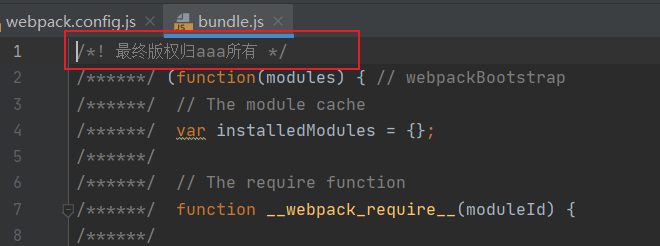 webpack.config.js
bundle.js
1 /*! 最终版权归aaa所有 */
2 /******/ (function(modules) { // webpackBootstrap
3 /******/ // The module cache
4 /******/ var installedModules = {};
5 /******/
6 /******/ // The require function
7 /******/ function __webpack_require__(moduleId) {
8 /******/